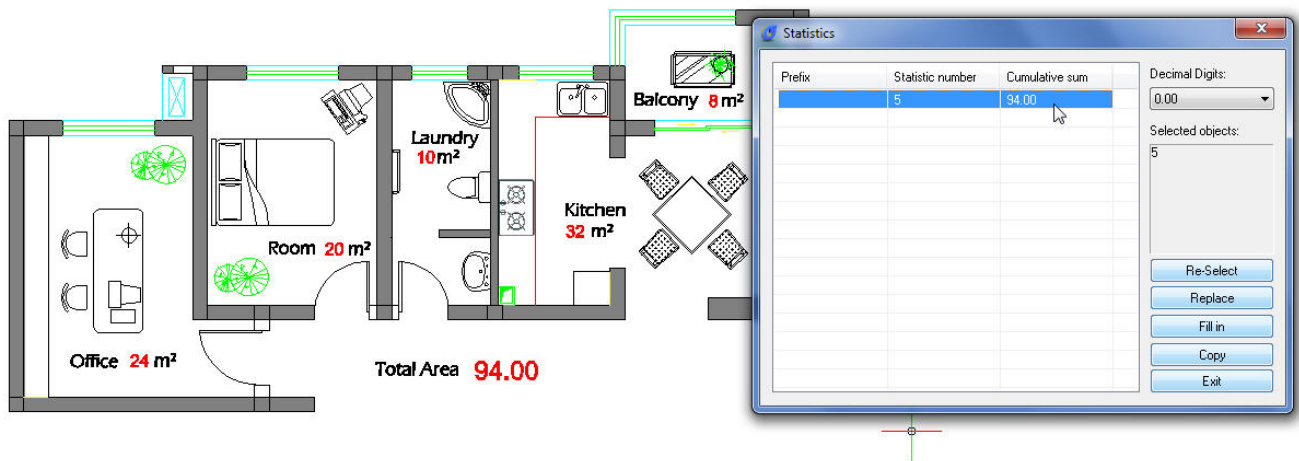 Balcony 8 m²
Laundry
10m²
Kitchen
32 m²
Room 20 m²
Office 24 m²
Total Area 94.00
Statistics
Prefix Statistic number Cumulative sum
5 94.00
Decimal Digits:
0.00
Selected objects:
5
Re-Select
Replace
Fill in
Copy
Exit